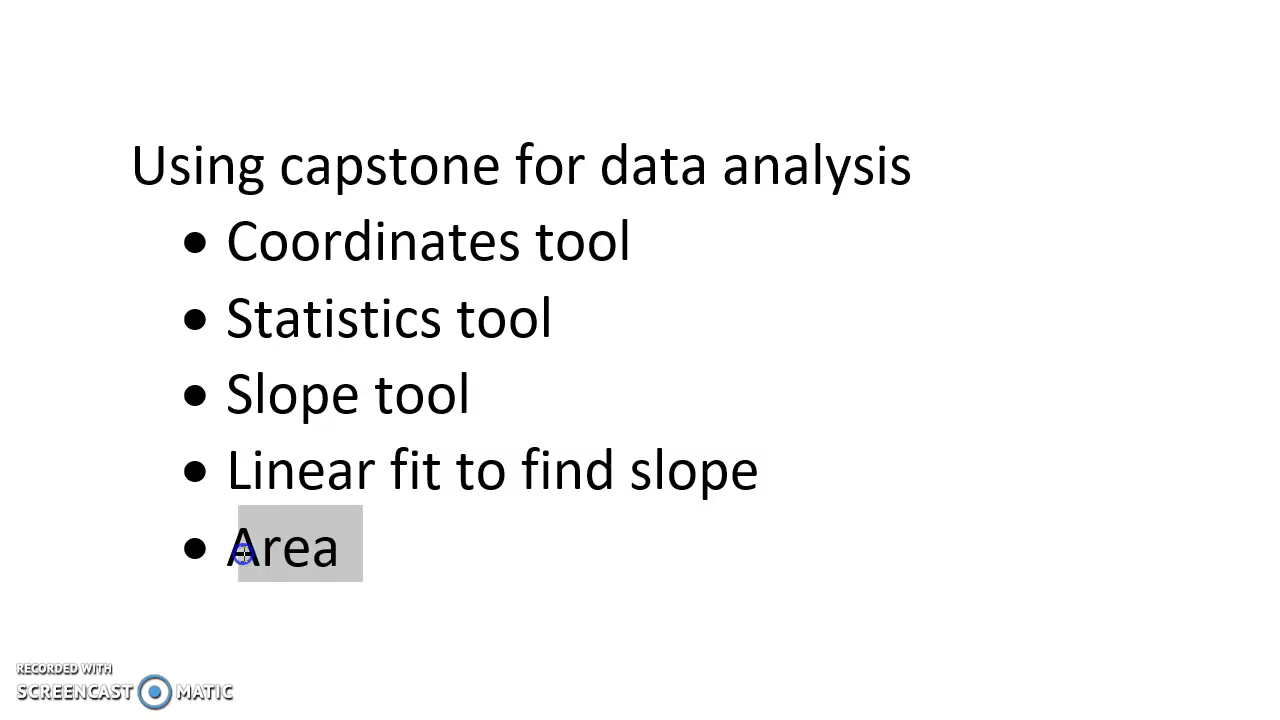 Using capstone for data analysis
• Coordinates tool
• Statistics tool
• Slope tool
• Linear fit to find slope
• Area
RECORDED WITH
SCREENCAST MATIC